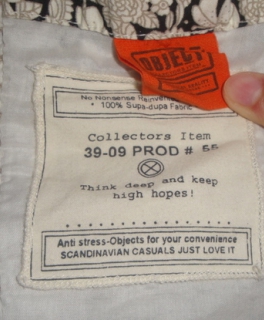 OBJECT
No Nonsense Reinven
• 100% Supa-dupa Fabric
Collectors Item
39-09 PROD # 55
Think deep and keep
high hopes!
Anti stress-Objects for your convenience
SCANDINAVIAN CASUALS JUST LOVE IT